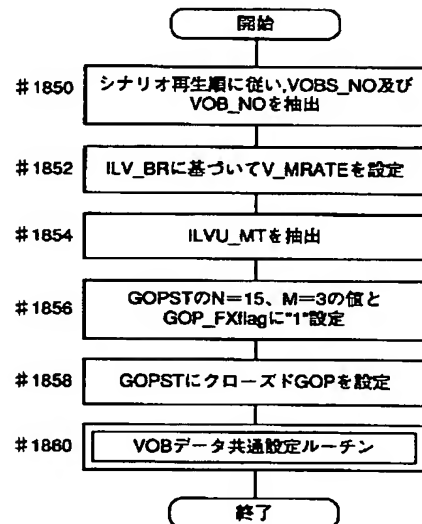 開始
#1850
シナリオ再生順に従い,VOBS_NO及び
VOB_NOを抽出
#1852
ILV_BRに基づいてV_MRATEを設定
#1854
ILVU_MTを抽出
#1856
GOPSTのN=15、M=3の値と
GOP_FXflagに"1"設定
#1858
GOPSTにクローズドGOPを設定
#1860
VOBデータ共通設定ルーチン
終了